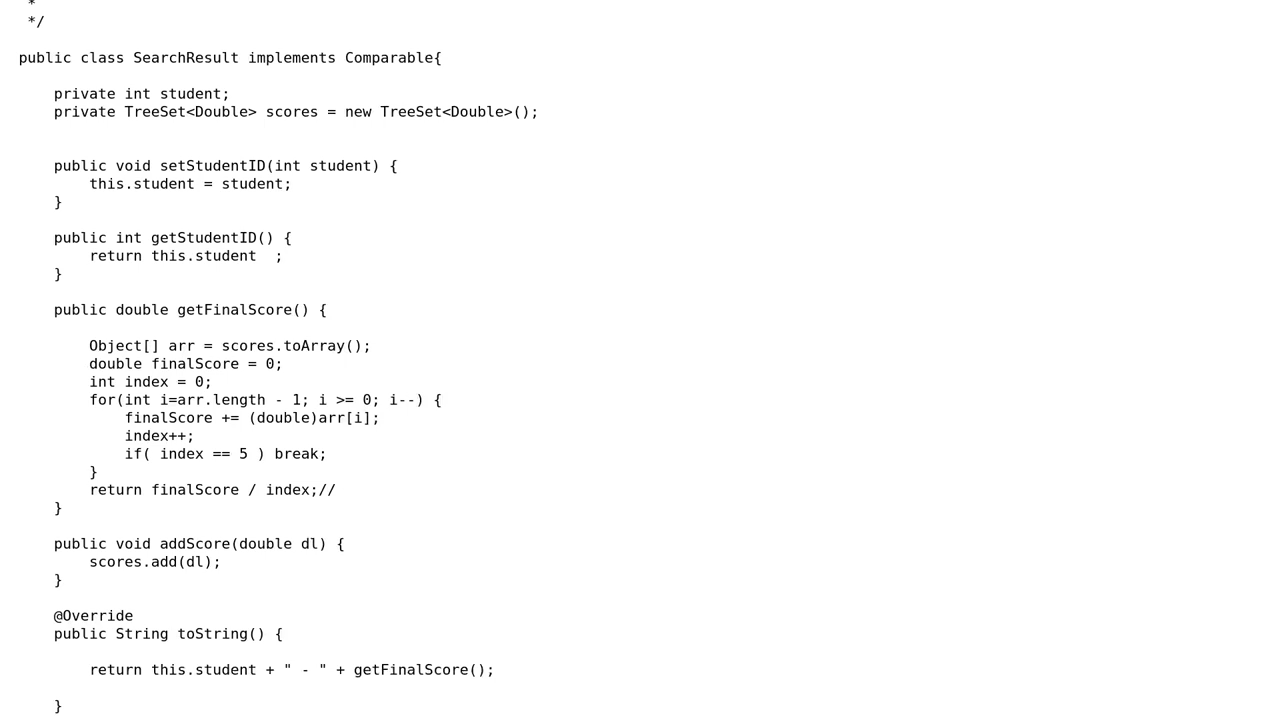 *
*/
public class SearchResult implements Comparable{
private int student;
private TreeSet<Double> scores = new TreeSet<Double>();
public void setStudentID(int student) {
this.student = student;
}
public int getStudentID() {
return this.student  ;
}
public double getFinalScore() {
Object[] arr = scores.toArray();
double finalScore = 0;
int index = 0;
for(int i=arr.length - 1; i >= 0; i--) {
finalScore += (double)arr[i];
index++;
if( index == 5 ) break;
}
return finalScore / index;//
}
public void addScore(double dl) {
scores.add(dl);
}
@Override
public String toString() {
return this.student + " - " + getFinalScore();
}